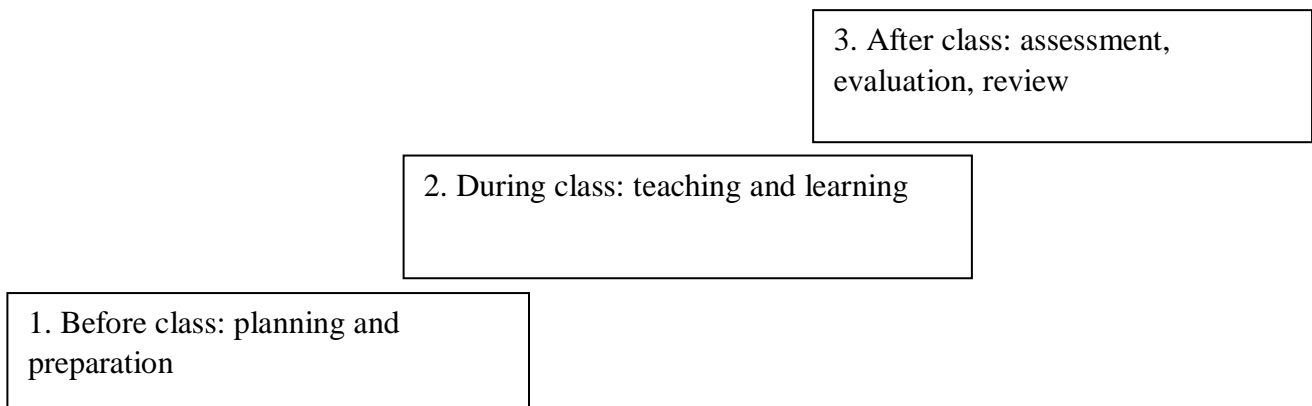 3. After class: assessment,
evaluation, review
2. During class: teaching and learning
1. Before class: planning and
preparation